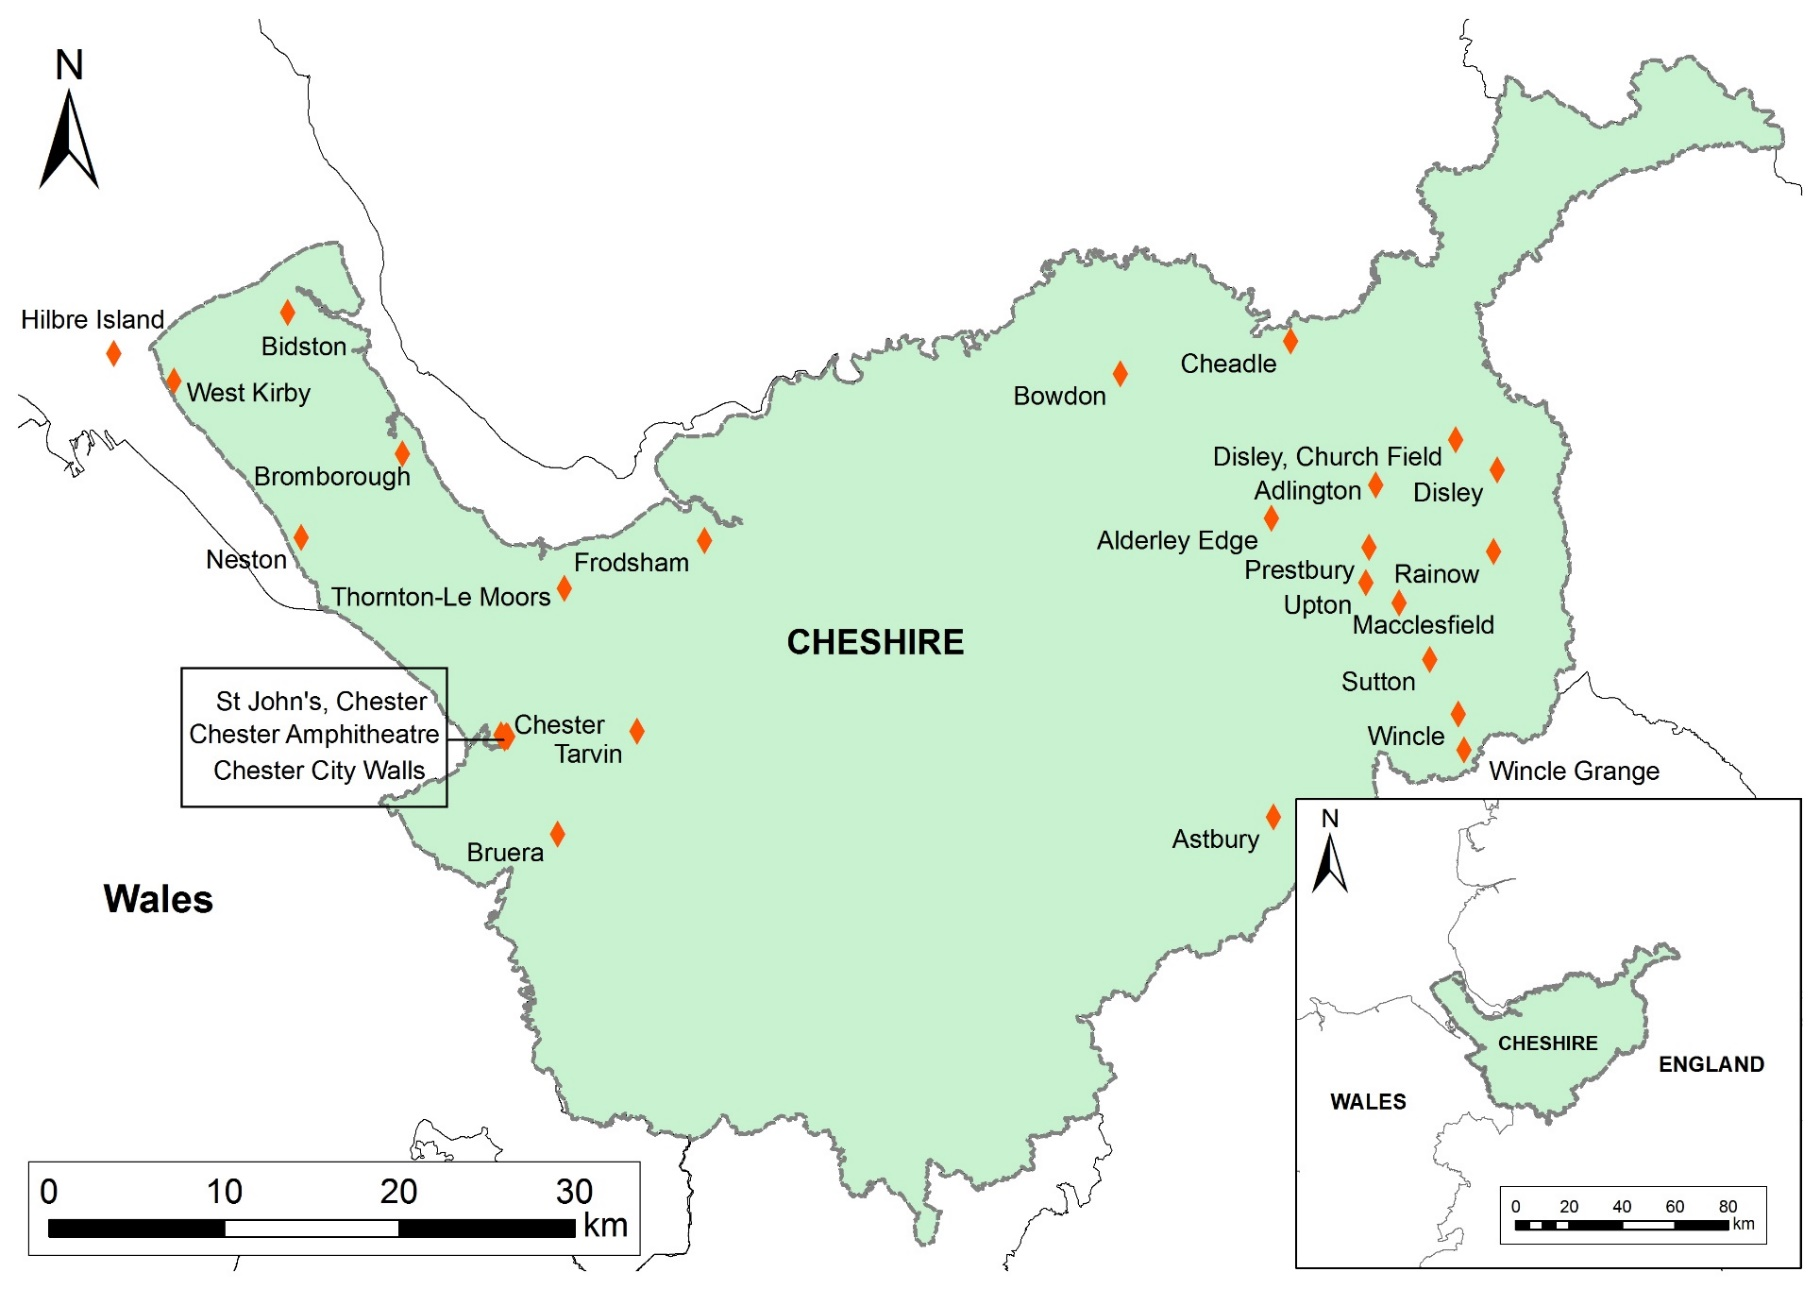 N
Hilbre Island
Bidston
West Kirby
Cheadle
Bowdon
Bromborough
Disley, Church Field
Adlington
Disley
Alderley Edge
Neston
Frodsham
Prestbury
Rainow
Thornton-Le Moors
Upton
Macclesfield
CHESHIRE
Sutton
St John's, Chester
Chester Amphitheatre
Chester City Walls
Chester
Tarvin
Wincle
Wincle Grange
Astbury
Bruera
Wales
0 10 20 30
km
N
CHESHIRE
ENGLAND
WALES
0 20 40 60 80
km